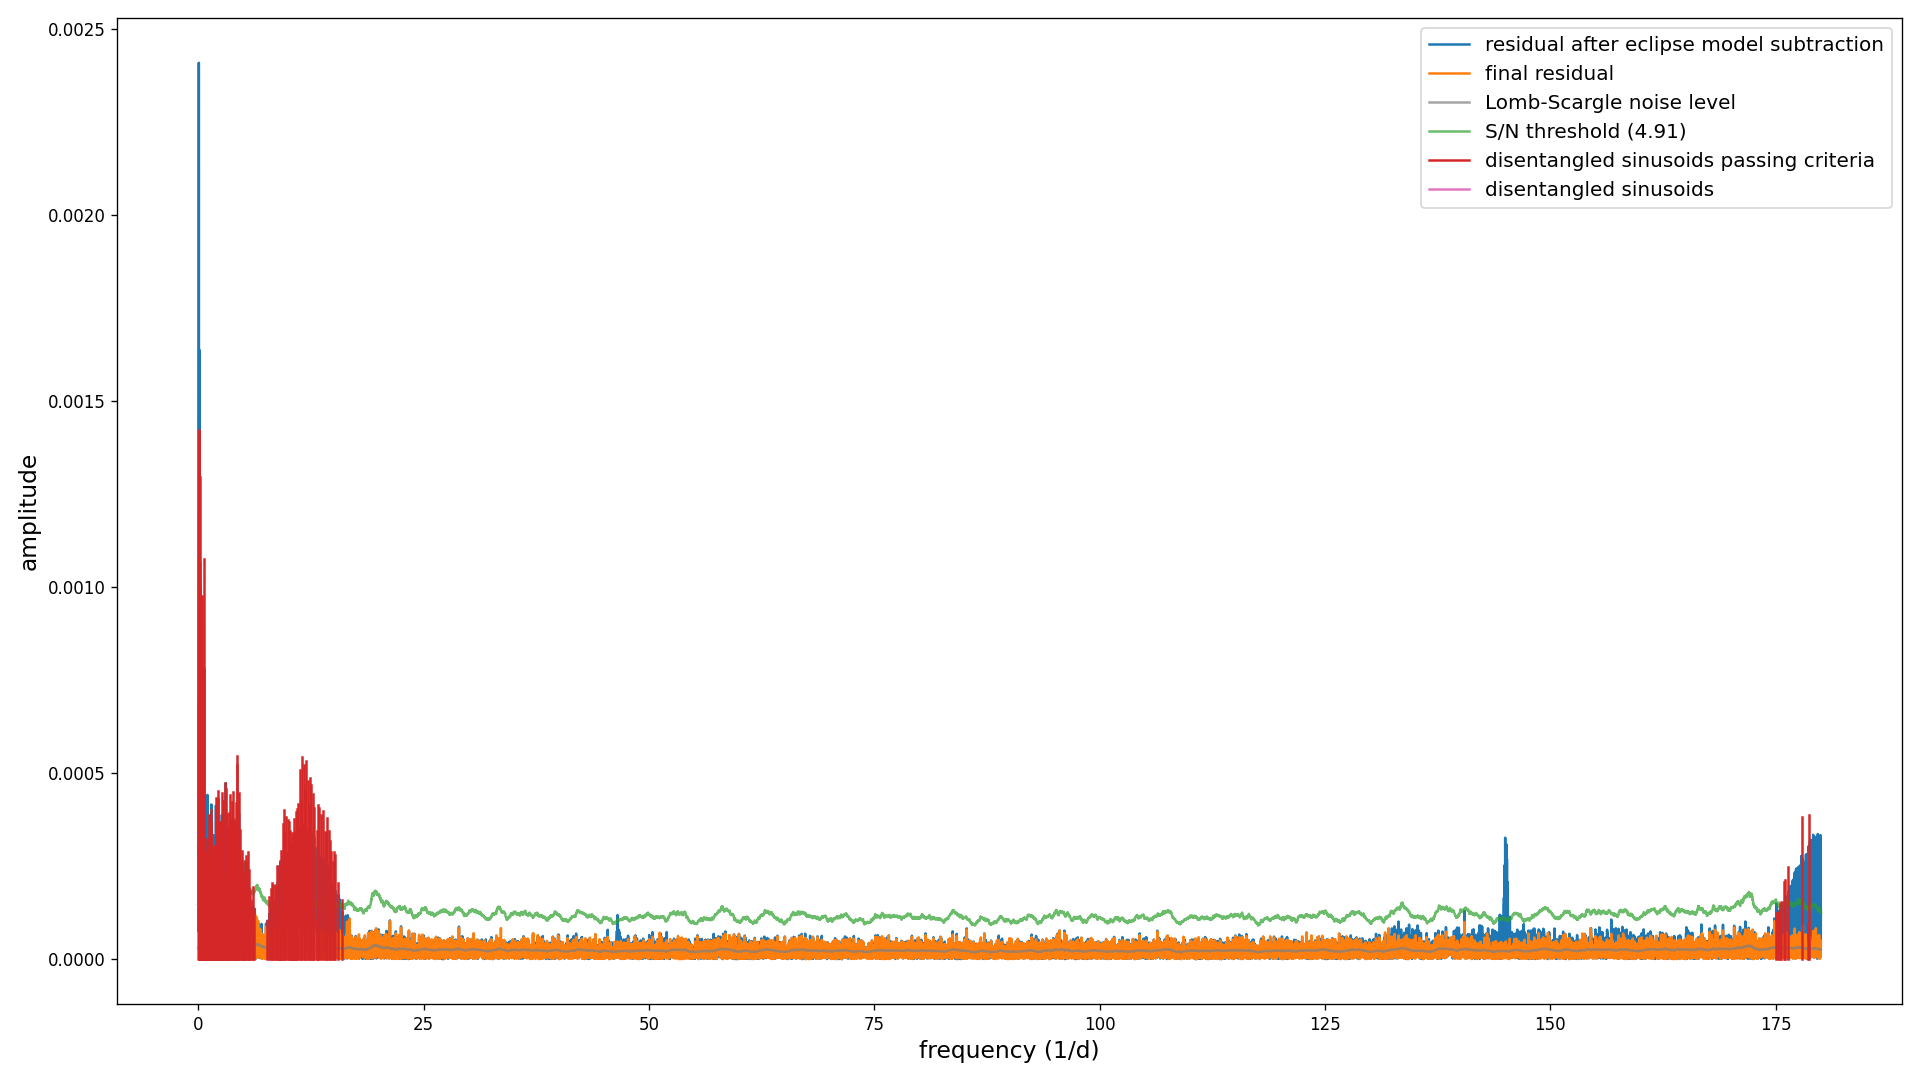 0.0025
0.0020
0.0015
0.0010
0.0005
0.0000
amplitude
0
25
50
75
100
125
150
175
frequency (1/d)
residual after eclipse model subtraction
final residual
Lomb-Scargle noise level
S/N threshold (4.91)
disentangled sinusoids passing criteria
disentangled sinusoids